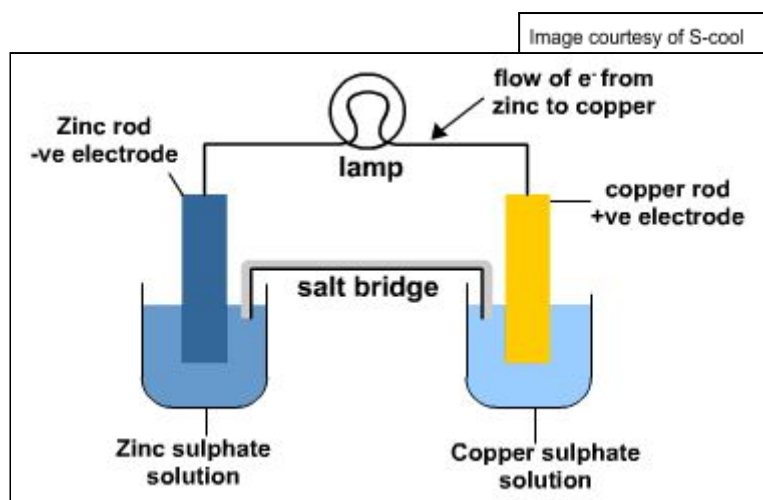 Image courtesy of S-cool
flow of e- from
zinc to copper
Zinc rod
-ve electrode
lamp
copper rod
+ve electrode
salt bridge
Zinc sulphate
solution
Copper sulphate
solution